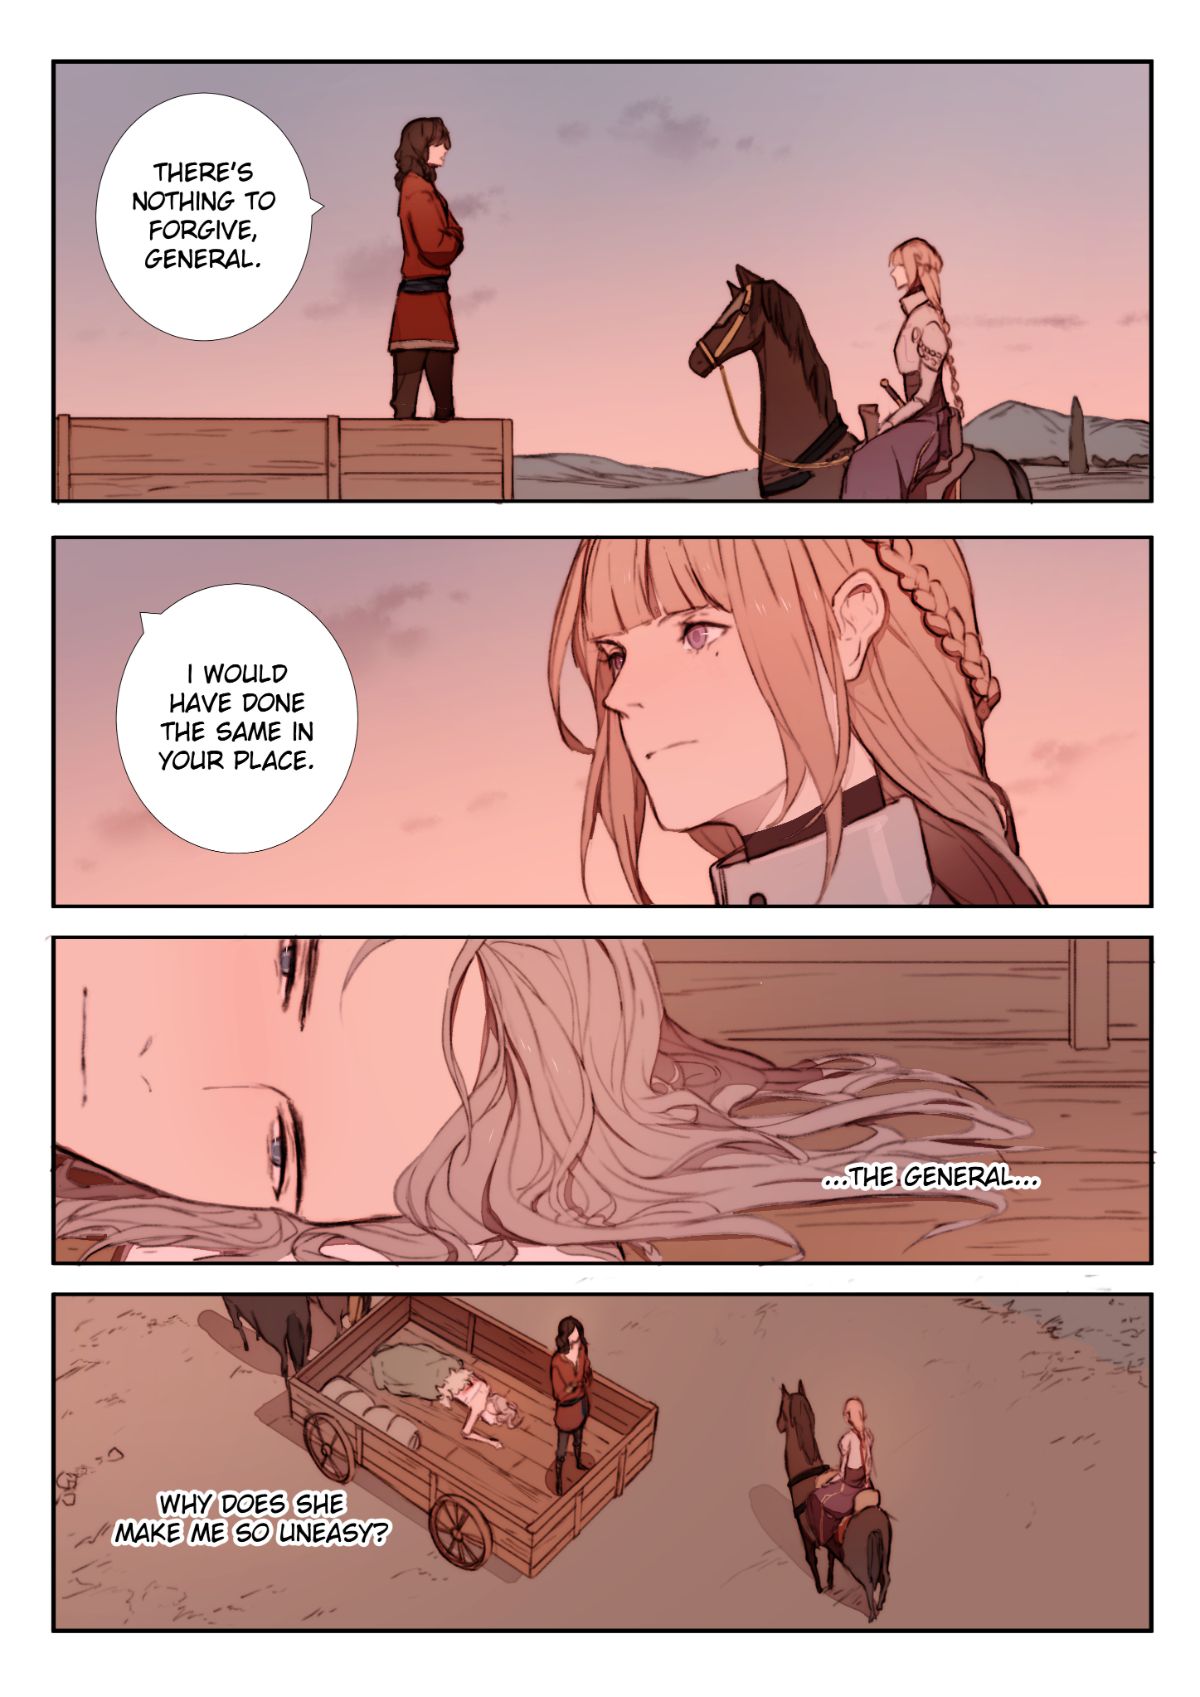 THERE'S
NOTHING TO
FORGIVE,
GENERAL.
I WOULD
HAVE DONE
THE SAME IN
YOUR PLACE.
...THE GENERAL...
WHY DOES SHE
MAKE ME SO UNEASY?